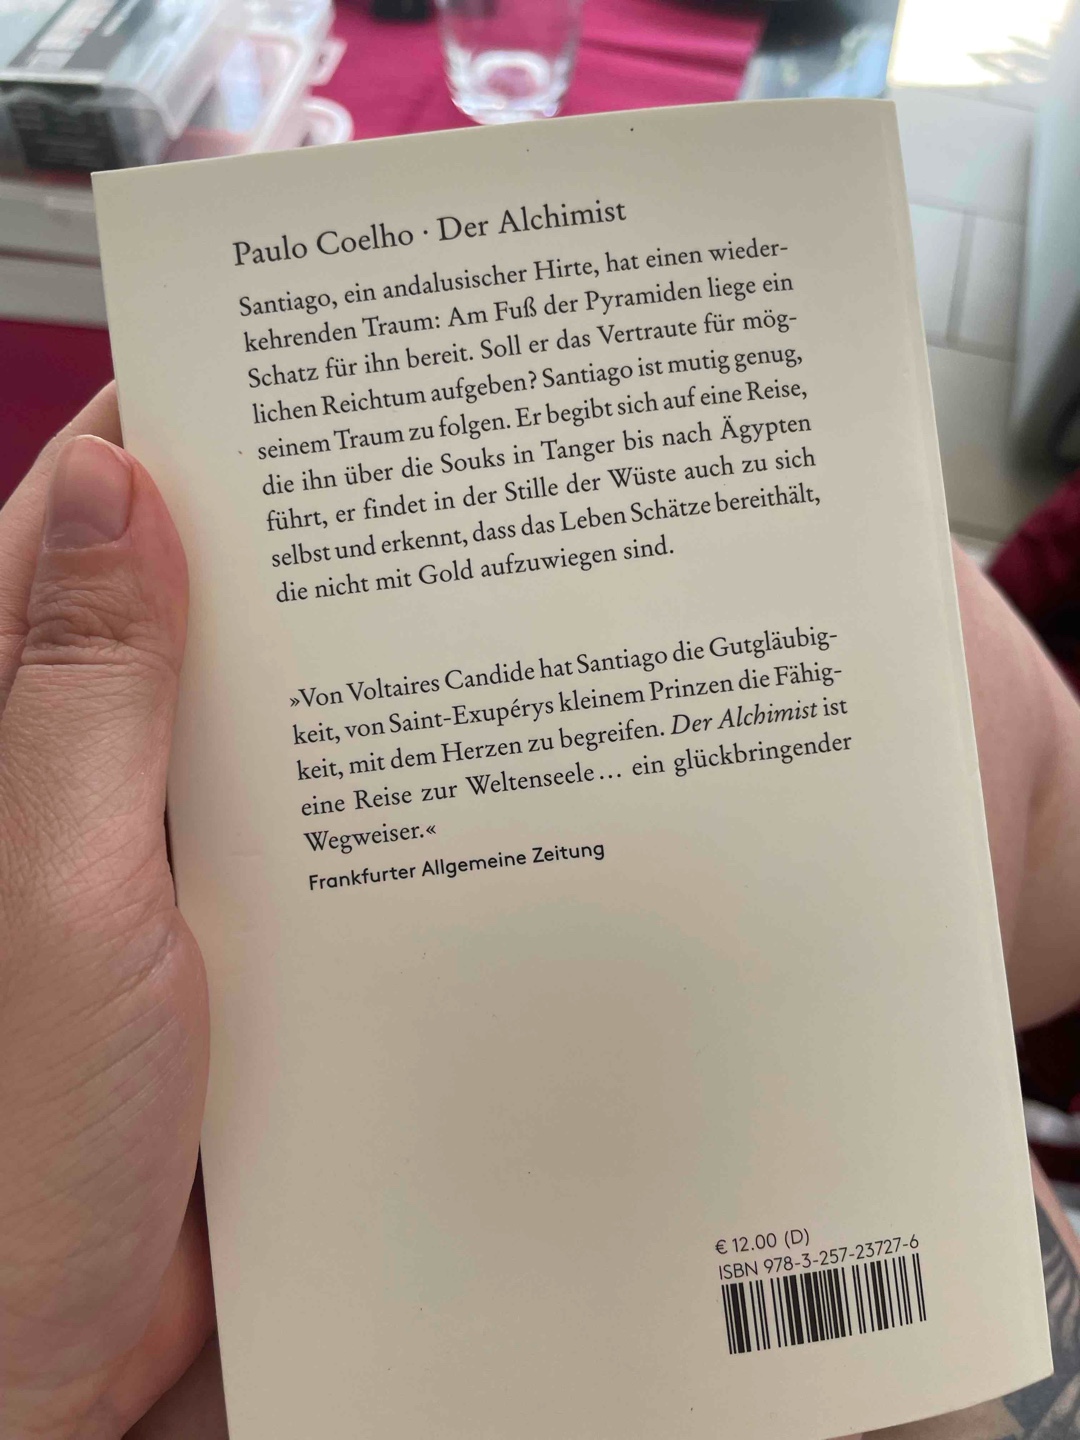 Paulo Coelho · Der Alchimist
Santiago, ein andalusischer Hirte, hat einen wieder-
kehrenden Traum: Am Fuß der Pyramiden liege ein
Schatz für ihn bereit. Soll er das Vertraute für mög-
lichen Reichtum aufgeben? Santiago ist mutig genug,
seinem Traum zu folgen. Er begibt sich auf eine Reise,
die ihn über die Souks in Tanger bis nach Ägypten
führt, er findet in der Stille der Wüste auch zu sich
selbst und erkennt, dass das Leben Schätze bereithält,
die nicht mit Gold aufzuwiegen sind.
»Von Voltaires Candide hat Santiago die Gutgläubig-
keit, von Saint-Exupérys kleinem Prinzen die Fähig-
keit, mit dem Herzen zu begreifen. Der Alchimist ist
eine Reise zur Weltenseele… ein glückbringender
Wegweiser.«
Frankfurter Allgemeine Zeitung
€ 12.00 (D)
ISBN 978-3-257-23727-6